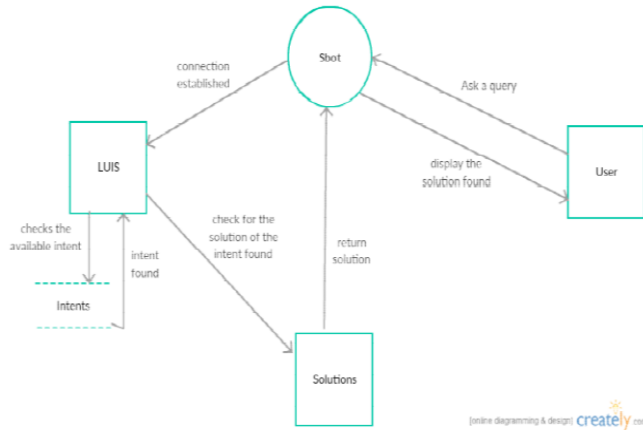 Sbot
connection
established
Ask a query
LUIS
display the
solution found
User
checks the
available intent
intent
found
check for the
solution of the
intent found
return
solution
Intents
Solutions
[online diagramming & design] creately